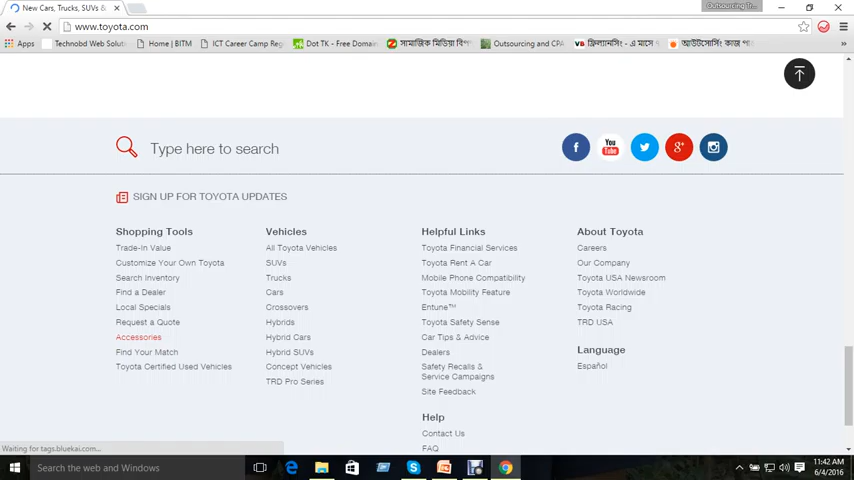 New Cars, Trucks, SUVs &
Outsourcing Tr...
www.toyota.com
Apps
Technobd Web Soluti
Home | BITM
ICT Career Camp Reg
Dot TK - Free Domain
সামাজিক মিডিয়া বিপ
Outsourcing and CPA
ফ্রিল্যান্সিং - এ মাসে
আউটসোর্সিং কাজ পা
Type here to search
f
You
Tube
g+
SIGN UP FOR TOYOTA UPDATES
Shopping Tools
Trade-In Value
Customize Your Own Toyota
Search Inventory
Find a Dealer
Local Specials
Request a Quote
Accessories
Find Your Match
Toyota Certified Used Vehicles
Vehicles
All Toyota Vehicles
SUVs
Trucks
Cars
Crossovers
Hybrids
Hybrid Cars
Hybrid SUVs
Concept Vehicles
TRD Pro Series
Helpful Links
Toyota Financial Services
Toyota Rent A Car
Mobile Phone Compatibility
Toyota Mobility Feature
Entune™
Toyota Safety Sense
Car Tips & Advice
Dealers
Safety Recalls &
Service Campaigns
Site Feedback
Help
Contact Us
FAQ
About Toyota
Careers
Our Company
Toyota USA Newsroom
Toyota Worldwide
Toyota Racing
TRD USA
Language
Español
Waiting for tags.bluekai.com...
Search the web and Windows
11:42 AM
6/4/2016